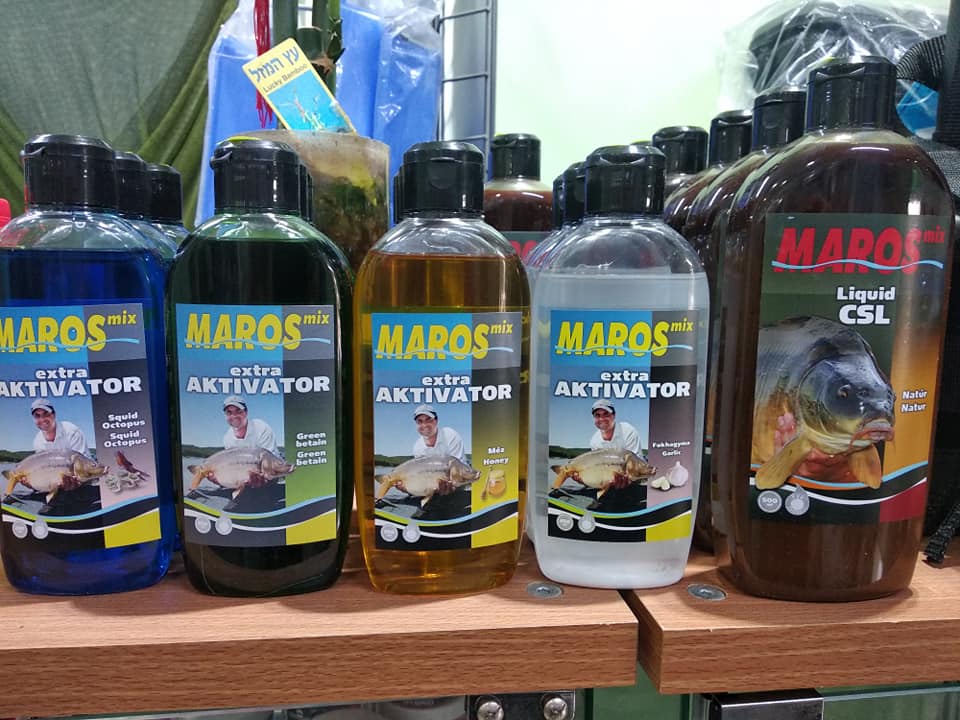 עץ המזל
Lucky Bamboo
MAROS mix
extra
AKTIVATOR
Squid
Octopus
Squid
Octopus
MAROS mix
extra
AKTIVATOR
Green
betain
Green
betain
MAROS mix
extra
AKTIVATOR
Méz
Honey
MAROS mix
extra
AKTIVATOR
Fokhagyma
Garlic
MAROS mix
Liquid
CSL
Natúr
Natur
500